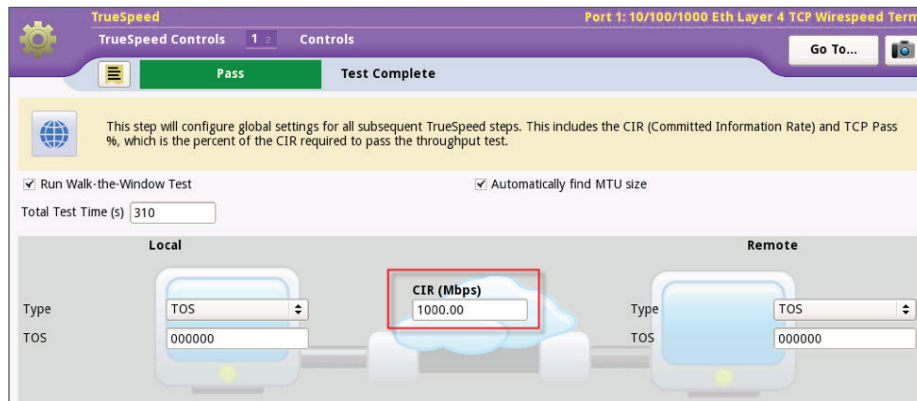 TrueSpeed
Port 1: 10/100/1000 Eth Layer 4 TCP Wirespeed Term
TrueSpeed Controls 1 2 Controls
Go To...
Pass
Test Complete
This step will configure global settings for all subsequent TrueSpeed steps. This includes the CIR (Committed Information Rate) and TCP Pass
%, which is the percent of the CIR required to pass the throughput test.
Run Walk-the-Window Test
Automatically find MTU size
Total Test Time (s) 310
Local
Remote
CIR (Mbps)
Type TOS 1000.00 Type TOS
TOS 000000 TOS 000000